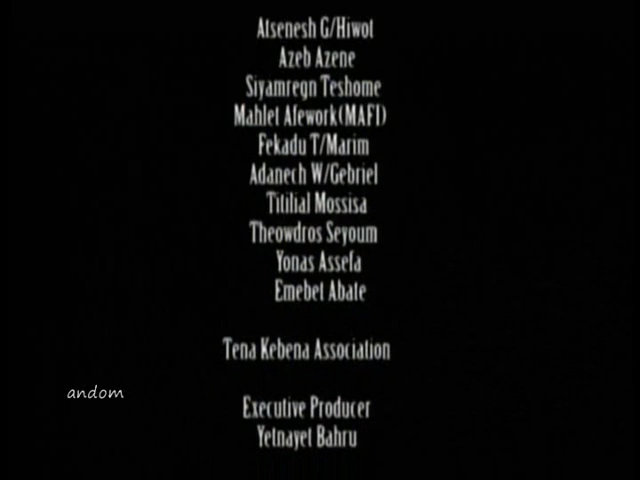 Atsenesh G/Hiwot
Azeb Azene
Siyamregn Teshome
Mahlet Afework(MAFI)
Fekadu T/Marim
Adanech W/Gebriel
Titilial Mossisa
Theowdros Seyoum
Yonas Assefa
Emebet Abate
Tena Kebena Association
andom
Executive Producer
Yetnayet Bahru